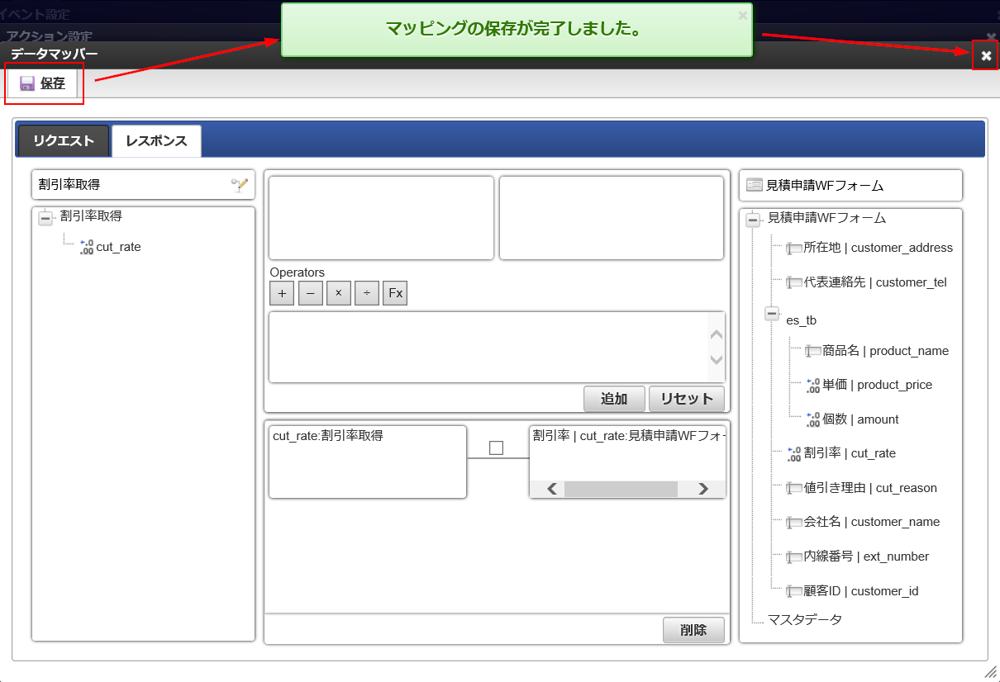 イベント設定
アクション設定
データマッパー
マッピングの保存が完了しました。
保存
リクエスト
レスポンス
割引率取得
割引率取得
cut_rate
Operators
+
−
×
÷
Fx
追加
リセット
cut_rate:割引率取得
割引率 | cut_rate:見積申請WFフォー
削除
見積申請WFフォーム
見積申請WFフォーム
所在地 | customer_address
代表連絡先 | customer_tel
es_tb
商品名 | product_name
単価 | product_price
個数 | amount
割引率 | cut_rate
値引き理由 | cut_reason
会社名 | customer_name
内線番号 | ext_number
顧客ID | customer_id
マスタデータ